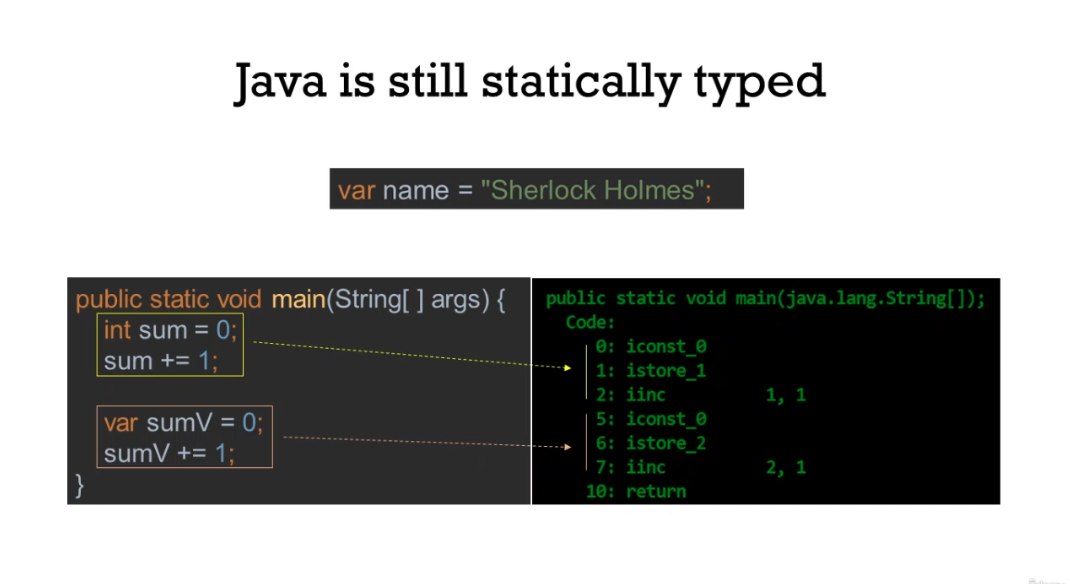 Java is still statically typed
var name = "Sherlock Holmes";
public static void main(String[ ] args) {
int sum = 0;
sum += 1;
var sumV = 0;
sumV += 1;
}
public static void main(java.lang.String[]);
Code:
0: iconst_0
1: istore_1
2: iinc 1, 1
5: iconst_0
6: istore_2
7: iinc 2, 1
10: return